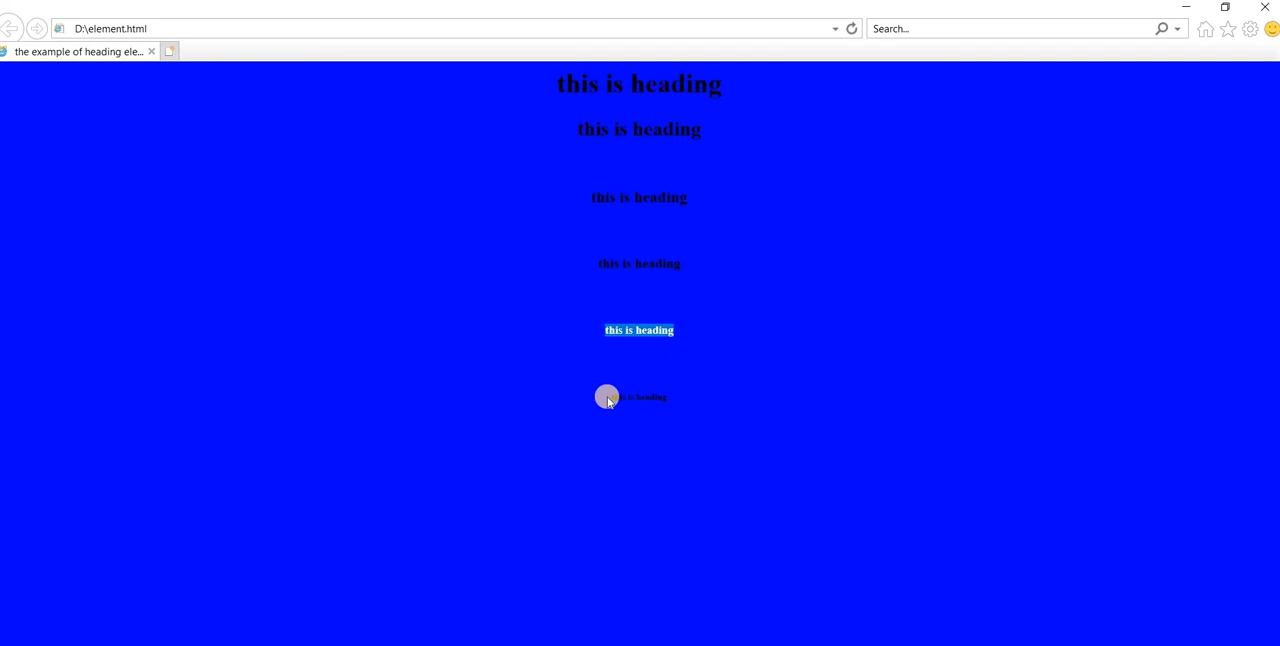 D:\element.html
Search...
the example of heading ele...
this is heading
this is heading
this is heading
this is heading
this is heading
is heading